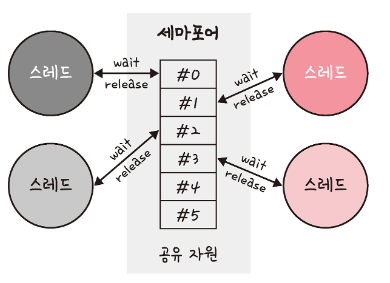 세마포어
스레드
wait
release
#0
wait
release
스레드
#1
#2
스레드
wait
release
#3
wait
release
스레드
#4
#5
공유 자원